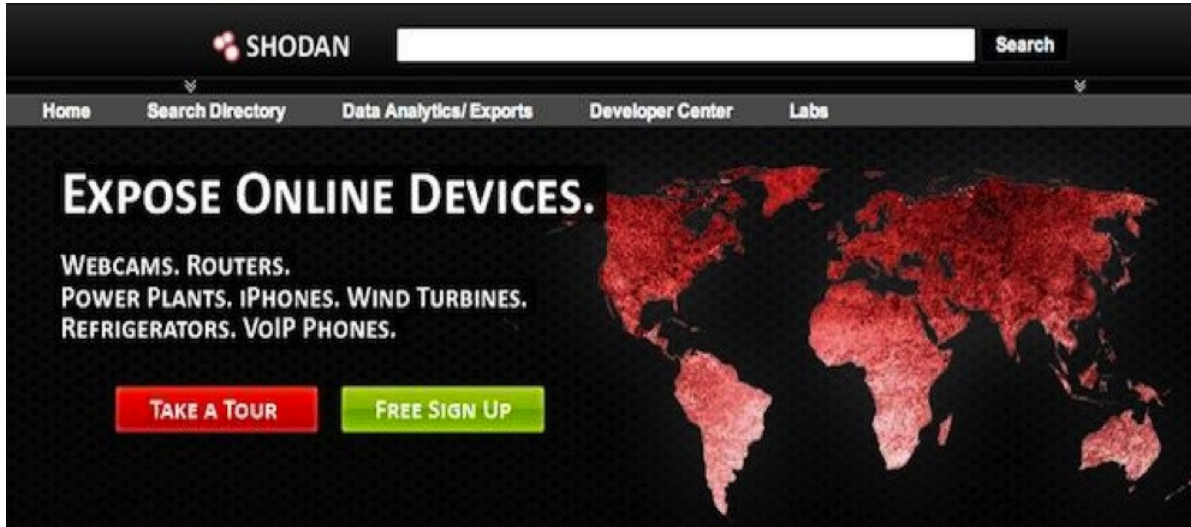 SHODAN
Search
Home Search Directory Data Analytics/ Exports Developer Center Labs
EXPOSE ONLINE DEVICES.
WEBCAMS. ROUTERS.
POWER PLANTS. IPHONES. WIND TURBINES.
REFRIGERATORS. VOIP PHONES.
TAKE A TOUR FREE SIGN UP